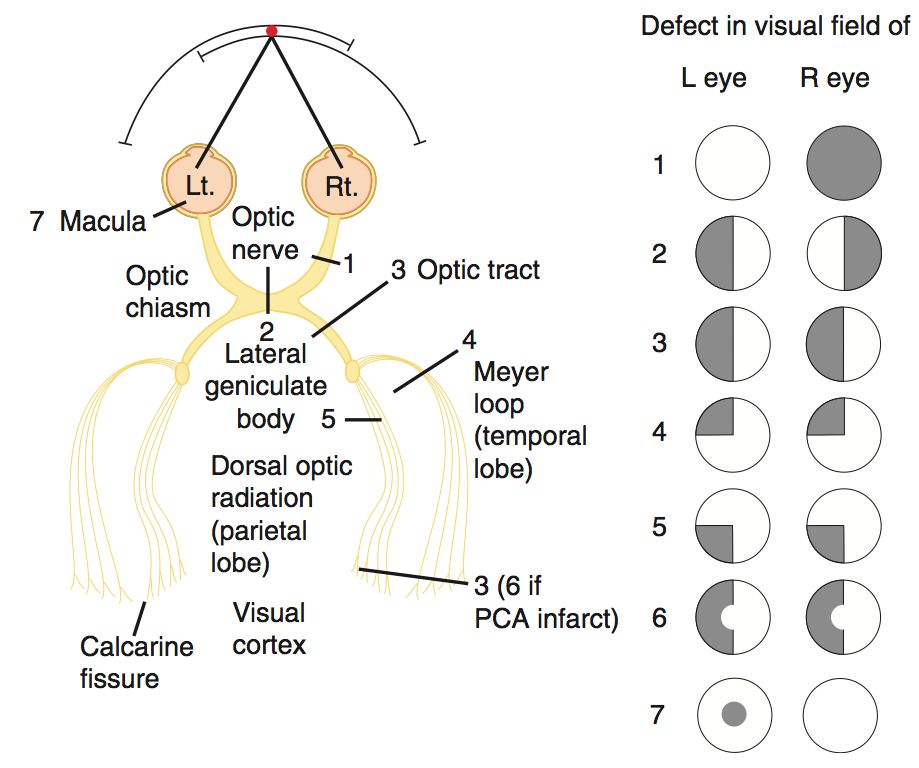 Defect in visual field of
L eye R eye
Lt. Rt.
7 Macula
Optic
nerve
1
Optic
chiasm
3 Optic tract
2
Lateral
geniculate
body
4
Meyer
loop
(temporal
lobe)
5
Dorsal optic
radiation
(parietal
lobe)
3 (6 if
PCA infarct)
Visual
cortex
Calcarine
fissure
1
2
3
4
5
6
7